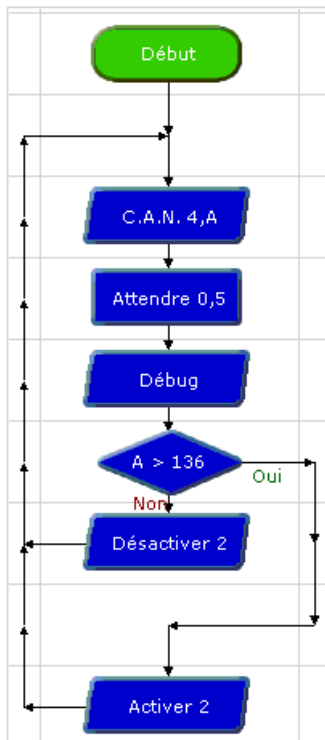 Début
C.A.N. 4,A
Attendre 0,5
Débug
A > 136
Oui
Non
Désactiver 2
Activer 2